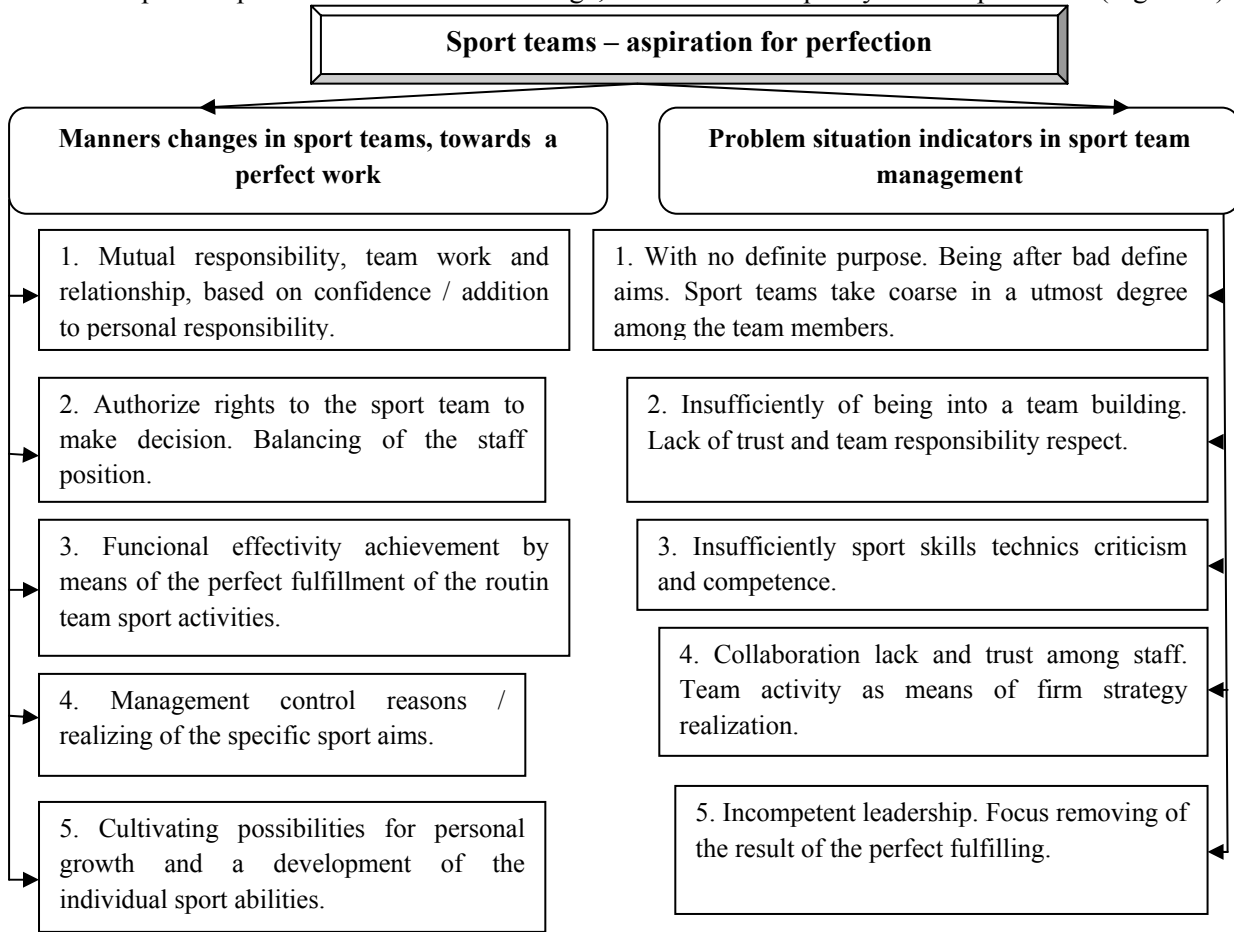 Sport teams – aspiration for perfection
Manners changes in sport teams, towards a
perfect work
1. Mutual responsibility, team work and
relationship, based on confidence / addition
to personal responsibility.
2. Authorize rights to the sport team to
make decision. Balancing of the staff
position.
3. Funcional effectivity achievement by
means of the perfect fulfillment of the routin
team sport activities.
4. Management control reasons /
realizing of the specific sport aims.
5. Cultivating possibilities for personal
growth and a development of the
individual sport abilities.
Problem situation indicators in sport team
management
1. With no definite purpose. Being after bad define
aims. Sport teams take coarse in a utmost degree
among the team members.
2. Insufficiently of being into a team building.
Lack of trust and team responsibility respect.
3. Insufficiently sport skills technics criticism
and competence.
4. Collaboration lack and trust among staff.
Team activity as means of firm strategy
realization.
5. Incompetent leadership. Focus removing of
the result of the perfect fulfilling.